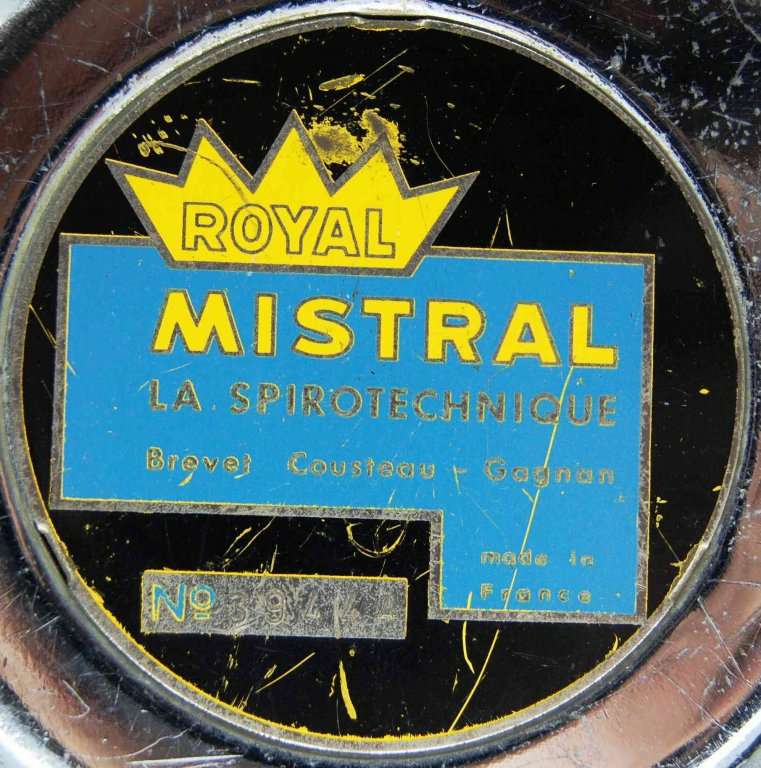 ROYAL
MISTRAL
LA SPIROTECHNIQUE
Brevet Cousteau - Gagnan
made in
France
Nº